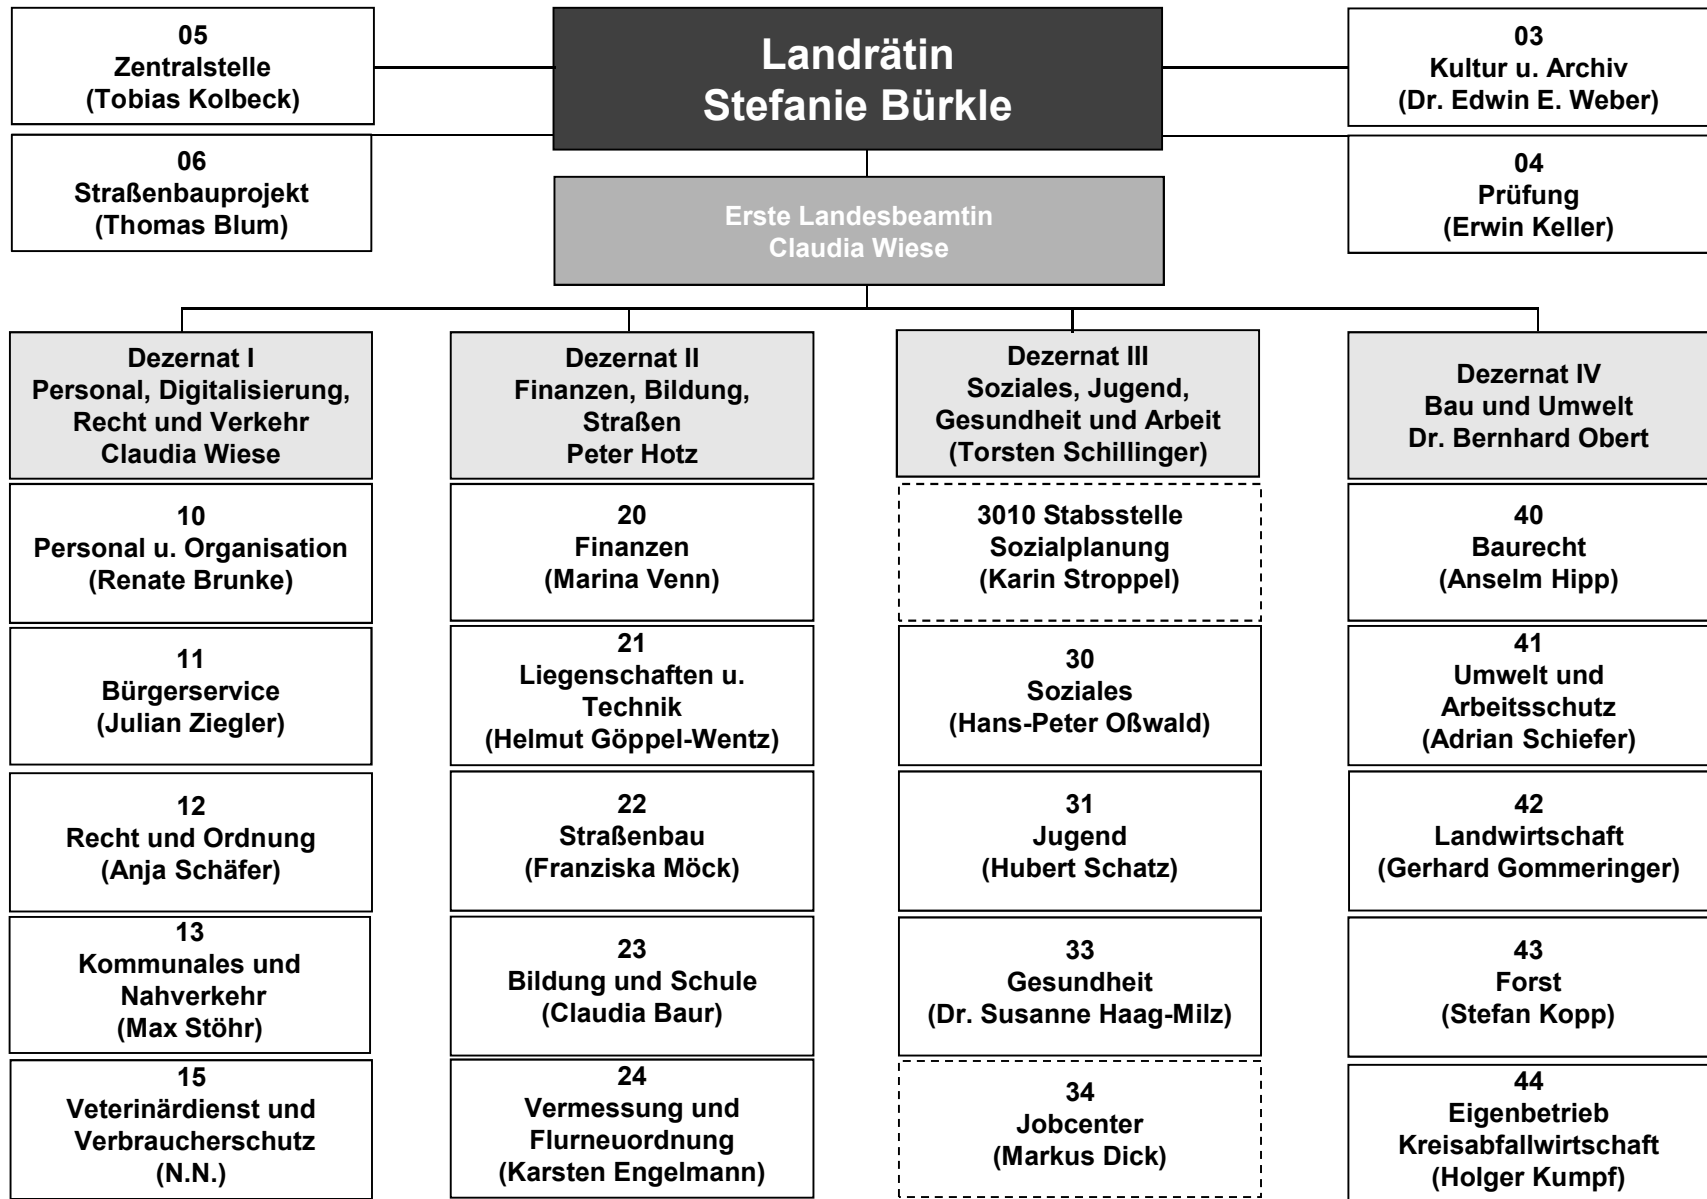 05
Zentralstelle
(Tobias Kolbeck)
Landrätin
Stefanie Bürkle
03
Kultur u. Archiv
(Dr. Edwin E. Weber)
06
Straßenbauprojekt
(Thomas Blum)
Erste Landesbeamtin
Claudia Wiese
04
Prüfung
(Erwin Keller)
Dezernat I
Personal, Digitalisierung,
Recht und Verkehr
Claudia Wiese
10
Personal u. Organisation
(Renate Brunke)
11
Bürgerservice
(Julian Ziegler)
12
Recht und Ordnung
(Anja Schäfer)
13
Kommunales und
Nahverkehr
(Max Stöhr)
15
Veterinärdienst und
Verbraucherschutz
(N.N.)
Dezernat II
Finanzen, Bildung,
Straßen
Peter Hotz
20
Finanzen
(Marina Venn)
21
Liegenschaften u.
Technik
(Helmut Göppel-Wentz)
22
Straßenbau
(Franziska Möck)
23
Bildung und Schule
(Claudia Baur)
24
Vermessung und
Flurneuordnung
(Karsten Engelmann)
Dezernat III
Soziales, Jugend,
Gesundheit und Arbeit
(Torsten Schillinger)
3010 Stabsstelle
Sozialplanung
(Karin Stroppel)
30
Soziales
(Hans-Peter Oßwald)
31
Jugend
(Hubert Schatz)
33
Gesundheit
(Dr. Susanne Haag-Milz)
34
Jobcenter
(Markus Dick)
Dezernat IV
Bau und Umwelt
Dr. Bernhard Obert
40
Baurecht
(Anselm Hipp)
41
Umwelt und
Arbeitsschutz
(Adrian Schiefer)
42
Landwirtschaft
(Gerhard Gommeringer)
43
Forst
(Stefan Kopp)
44
Eigenbetrieb
Kreisabfallwirtschaft
(Holger Kumpf)